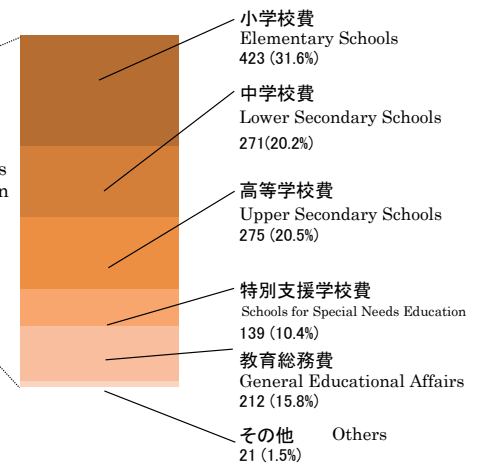 小学校費
Elementary Schools
423 (31.6%)
中学校費
Lower Secondary Schools
271(20.2%)
高等学校費
Upper Secondary Schools
275 (20.5%)
特別支援学校費
Schools for Special Needs Education
139 (10.4%)
教育総務費
General Educational Affairs
212 (15.8%)
その他 Others
21 (1.5%)